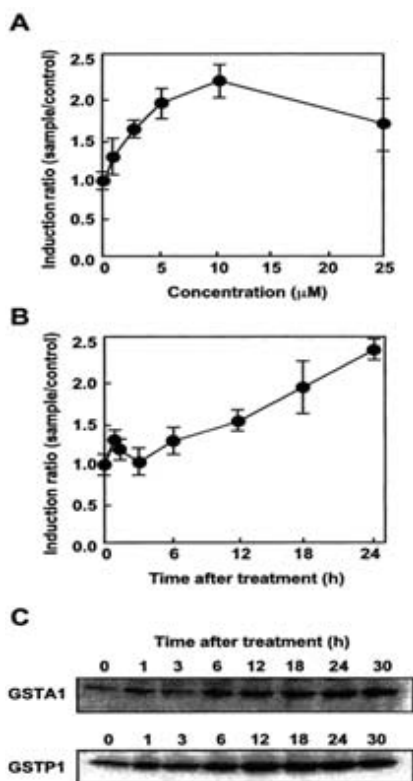 A
Induction ratio (sample/control)
2.5
2.0
1.5
1.0
0.5
0.0
0 5 10 15 20 25
Concentration (μM)
B
Induction ratio (sample/control)
2.5
2.0
1.5
1.0
0.5
0.0
0 6 12 18 24
Time after treatment (h)
C
Time after treatment (h)
0 1 3 6 12 18 24 30
GSTA1
0 1 3 6 12 18 24 30
GSTP1